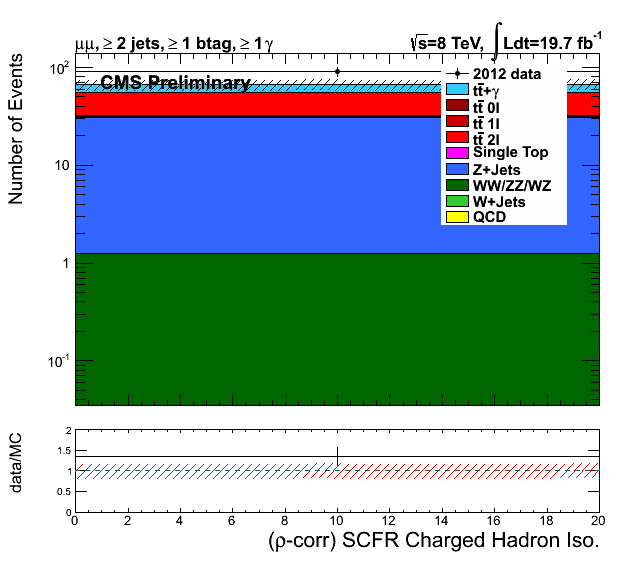 μμ, ≥ 2 jets, ≥ 1 btag, ≥ 1 γ
√s=8 TeV, ∫Ldt=19.7 fb⁻¹
CMS Preliminary
Number of Events
10²
10
1
10⁻¹
2012 data
tt̄+γ
tt̄ 0l
tt̄ 1l
tt̄ 2l
Single Top
Z+Jets
WW/ZZ/WZ
W+Jets
QCD
data/MC
2
1.5
1
0.5
0
0 2 4 6 8 10 12 14 16 18 20
(ρ-corr) SCFR Charged Hadron Iso.